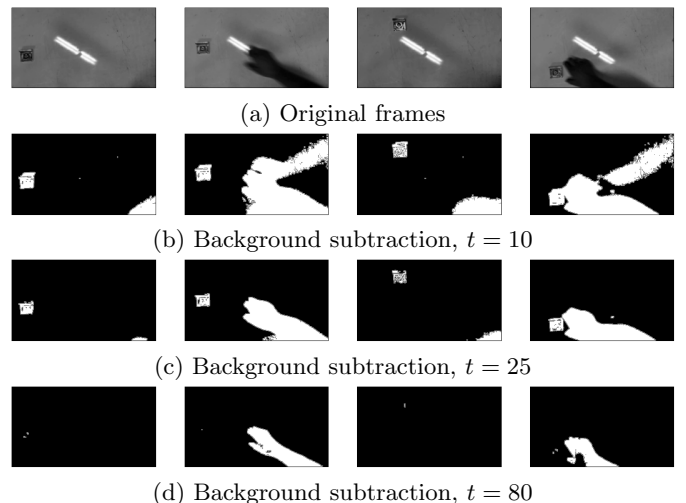 (a) Original frames
(b) Background subtraction, t = 10
(c) Background subtraction, t = 25
(d) Background subtraction, t = 80